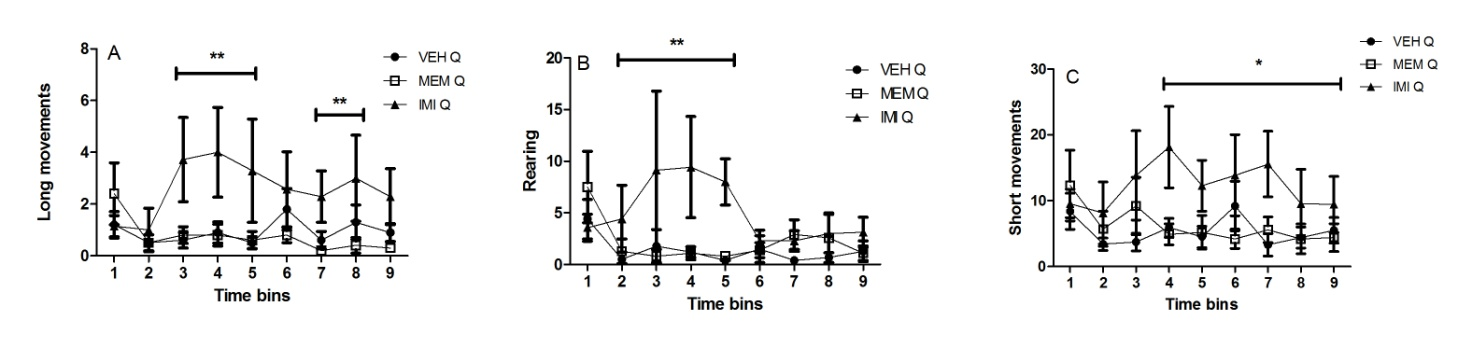 A
**
**
VEH Q
MEM Q
IMI Q
8
6
4
2
0
Long movements
1 2 3 4 5 6 7 8 9
Time bins
B
**
VEH Q
MEM Q
IMI Q
20
15
10
5
0
Rearing
1 2 3 4 5 6 7 8 9
Time bins
C
*
VEH Q
MEM Q
IMI Q
30
20
10
0
Short movements
1 2 3 4 5 6 7 8 9
Time bins